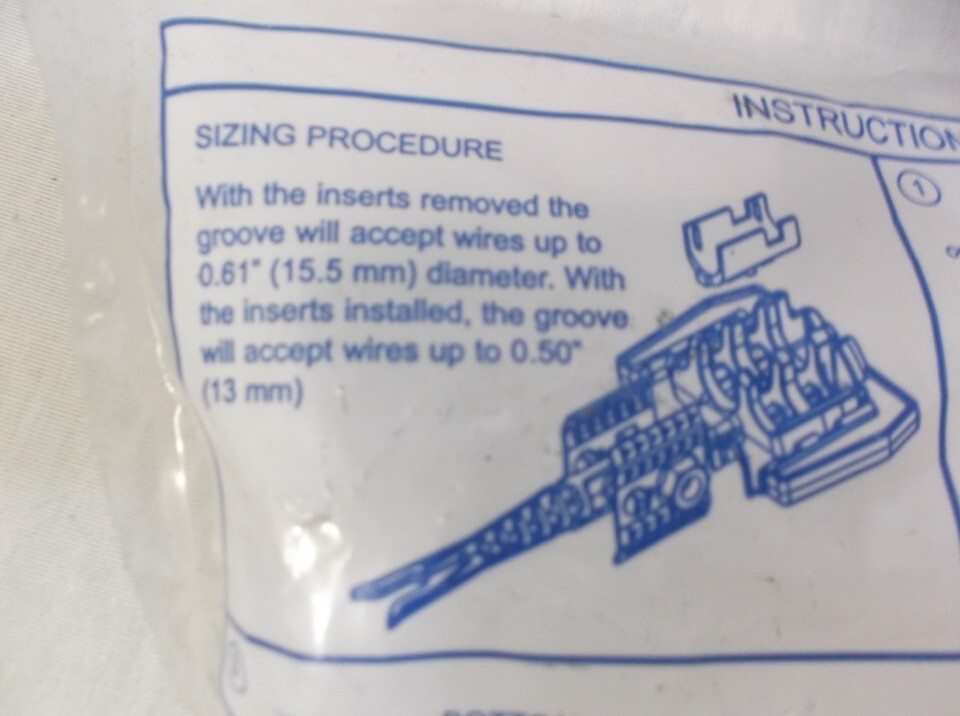 INSTRUCTION
SIZING PROCEDURE
1
With the inserts removed the
groove will accept wires up to
0.61" (15.5 mm) diameter. With
the inserts installed, the groove
will accept wires up to 0.50"
(13 mm)